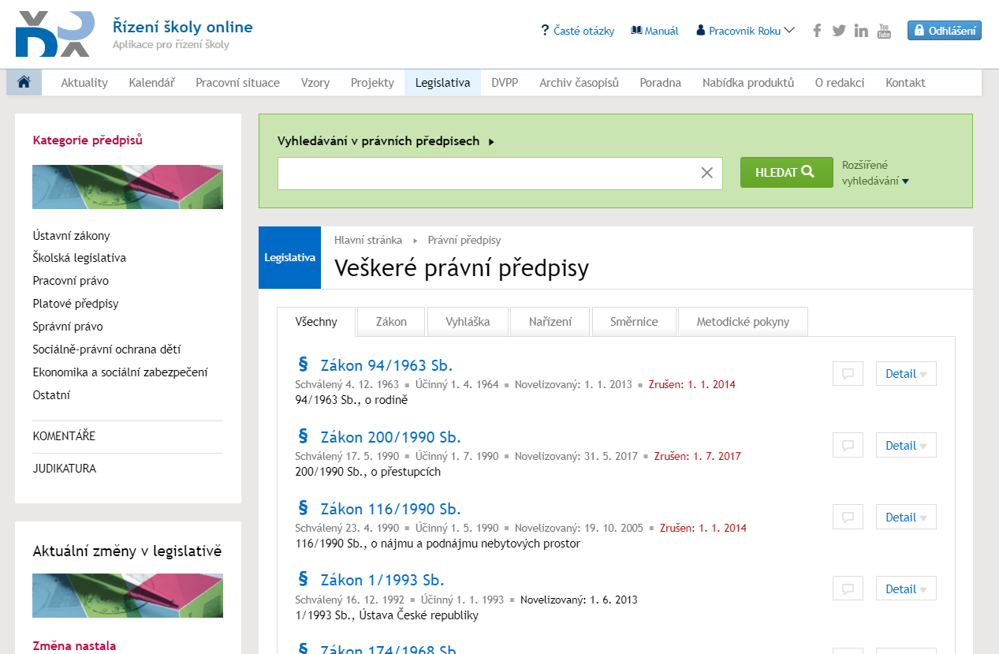 Řízení školy online
Aplikace pro řízení školy
? Časté otázky
Manuál
Pracovnik Roku
You Tube
Odhlášení
Aktuality
Kalendář
Pracovní situace
Vzory
Projekty
Legislativa
DVPP
Archiv časopisů
Poradna
Nabídka produktů
O redakci
Kontakt
Kategorie předpisů
Ústavní zákony
Školská legislativa
Pracovní právo
Platové předpisy
Správní právo
Sociálně-právní ochrana dětí
Ekonomika a sociální zabezpečení
Ostatní
KOMENTÁŘE
JUDIKATURA
Aktuální změny v legislativě
Změna nastala
Vyhledávání v právních předpisech
HLEDAT
Rozšířené
vyhledávání
Legislativa
Hlavní stránka ▸ Právní předpisy
Veškeré právní předpisy
Všechny
Zákon
Vyhláška
Nařízení
Směrnice
Metodické pokyny
§ Zákon 94/1963 Sb.
Schválený 4. 12. 1963 ▪ Účinný 1. 4. 1964 ▪ Novelizovaný: 1. 1. 2013 ▪ Zrušen: 1. 1. 2014
94/1963 Sb., o rodině
Detail
§ Zákon 200/1990 Sb.
Schválený 17. 5. 1990 ▪ Účinný 1. 7. 1990 ▪ Novelizovaný: 31. 5. 2017 ▪ Zrušen: 1. 7. 2017
200/1990 Sb., o přestupcích
Detail
§ Zákon 116/1990 Sb.
Schválený 23. 4. 1990 ▪ Účinný 1. 5. 1990 ▪ Novelizovaný: 19. 10. 2005 ▪ Zrušen: 1. 1. 2014
116/1990 Sb., o nájmu a podnájmu nebytových prostor
Detail
§ Zákon 1/1993 Sb.
Schválený 16. 12. 1992 ▪ Účinný 1. 1. 1993 ▪ Novelizovaný: 1. 6. 2013
1/1993 Sb., Ústava České republiky
Detail
§ Zákon 174/1968 Sb.